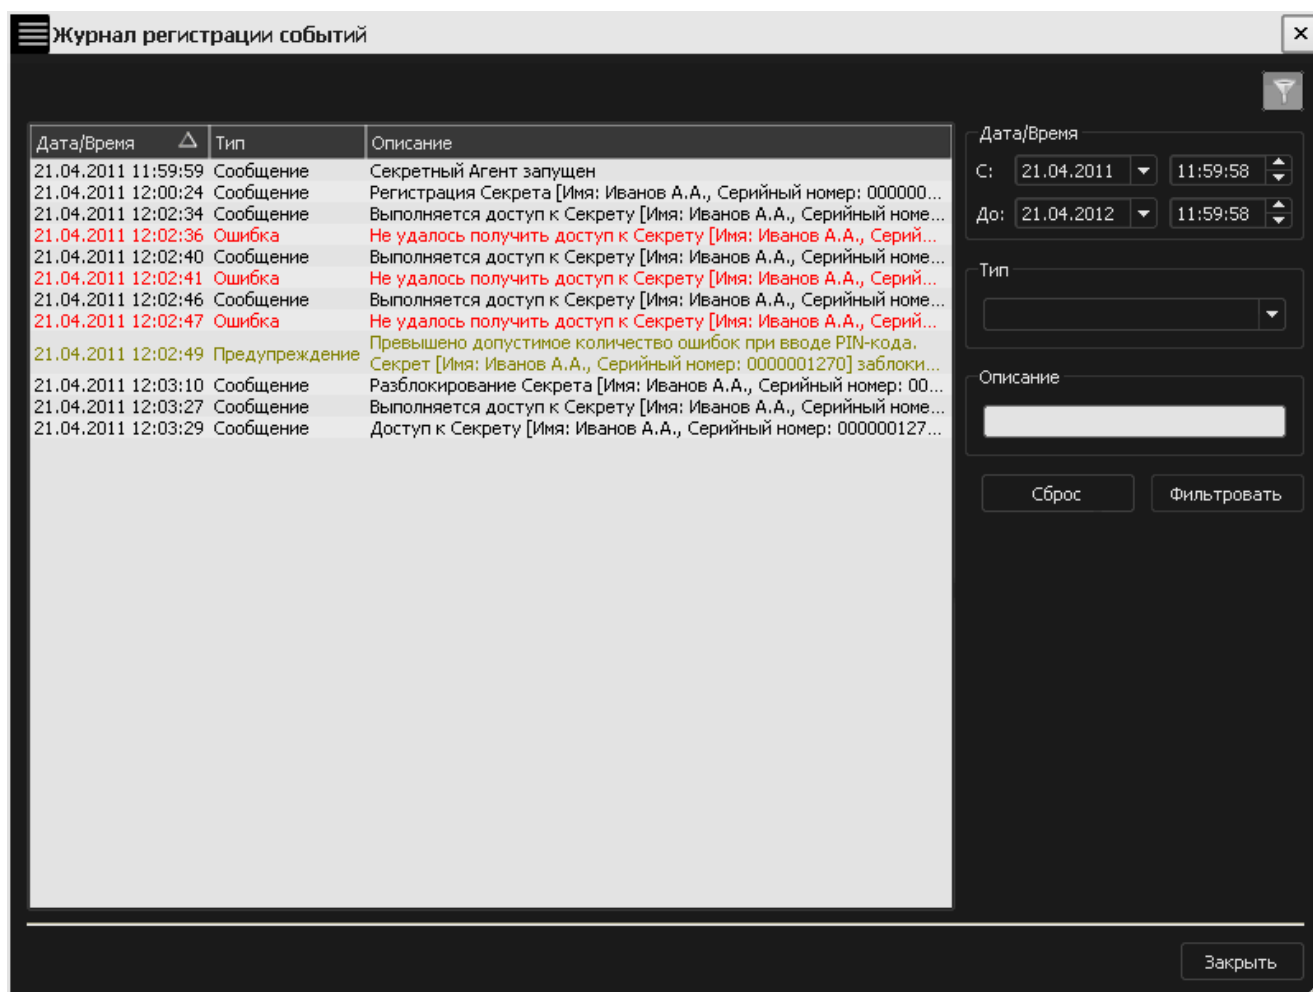 Журнал регистрации событий
Дата/Время Тип Описание
21.04.2011 11:59:59 Сообщение Секретный Агент запущен
21.04.2011 12:00:24 Сообщение Регистрация Секрета [Имя: Иванов А.А., Серийный номер: 000000...
21.04.2011 12:02:34 Сообщение Выполняется доступ к Секрету [Имя: Иванов А.А., Серийный номе...
21.04.2011 12:02:36 Ошибка Не удалось получить доступ к Секрету [Имя: Иванов А.А., Серий...
21.04.2011 12:02:40 Сообщение Выполняется доступ к Секрету [Имя: Иванов А.А., Серийный номе...
21.04.2011 12:02:41 Ошибка Не удалось получить доступ к Секрету [Имя: Иванов А.А., Серий...
21.04.2011 12:02:46 Сообщение Выполняется доступ к Секрету [Имя: Иванов А.А., Серийный номе...
21.04.2011 12:02:47 Ошибка Не удалось получить доступ к Секрету [Имя: Иванов А.А., Серий...
21.04.2011 12:02:49 Предупреждение Превышено допустимое количество ошибок при вводе PIN-кода.
Секрет [Имя: Иванов А.А., Серийный номер: 0000001270] заблоки...
21.04.2011 12:03:10 Сообщение Разблокирование Секрета [Имя: Иванов А.А., Серийный номер: 00...
21.04.2011 12:03:27 Сообщение Выполняется доступ к Секрету [Имя: Иванов А.А., Серийный номе...
21.04.2011 12:03:29 Сообщение Доступ к Секрету [Имя: Иванов А.А., Серийный номер: 000000127...
Дата/Время
С: 21.04.2011 11:59:58
До: 21.04.2012 11:59:58
Тип
Описание
Сброс Фильтровать
Закрыть